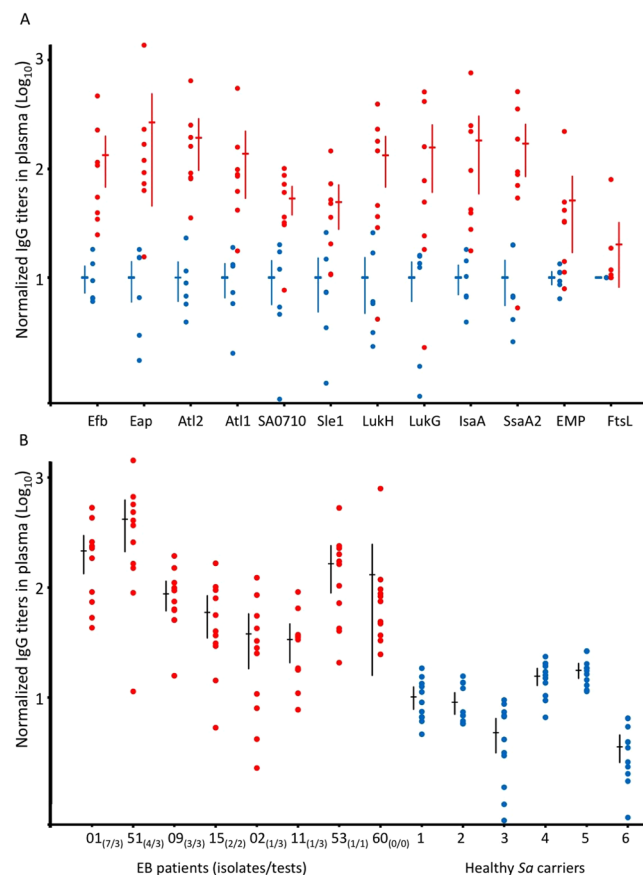 A
Normalized IgG titers in plasma (Log10)
3
2
1
Efb Eap Atl2 Atl1 SA0710 Sle1 LukH LukG IsaA SsaA2 EMP FtsL
B
Normalized IgG titers in plasma (Log10)
3
2
1
01(7/3) 51(4/3) 09(3/3) 15(2/2) 02(1/3) 11(1/3) 53(1/1) 60(0/0) 1 2 3 4 5 6
EB patients (isolates/tests) Healthy Sa carriers